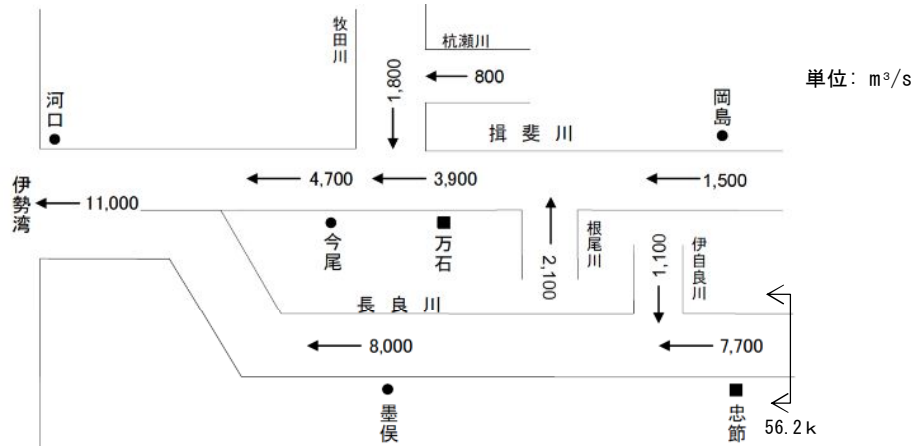 牧田川
杭瀬川
800
単位: m³/s
1,800
河口
岡島
揖斐川
4,700
3,900
1,500
伊勢湾
11,000
今尾
万石
2,100
根尾川
1,100
伊自良川
長良川
8,000
7,700
墨俣
忠節
56.2k